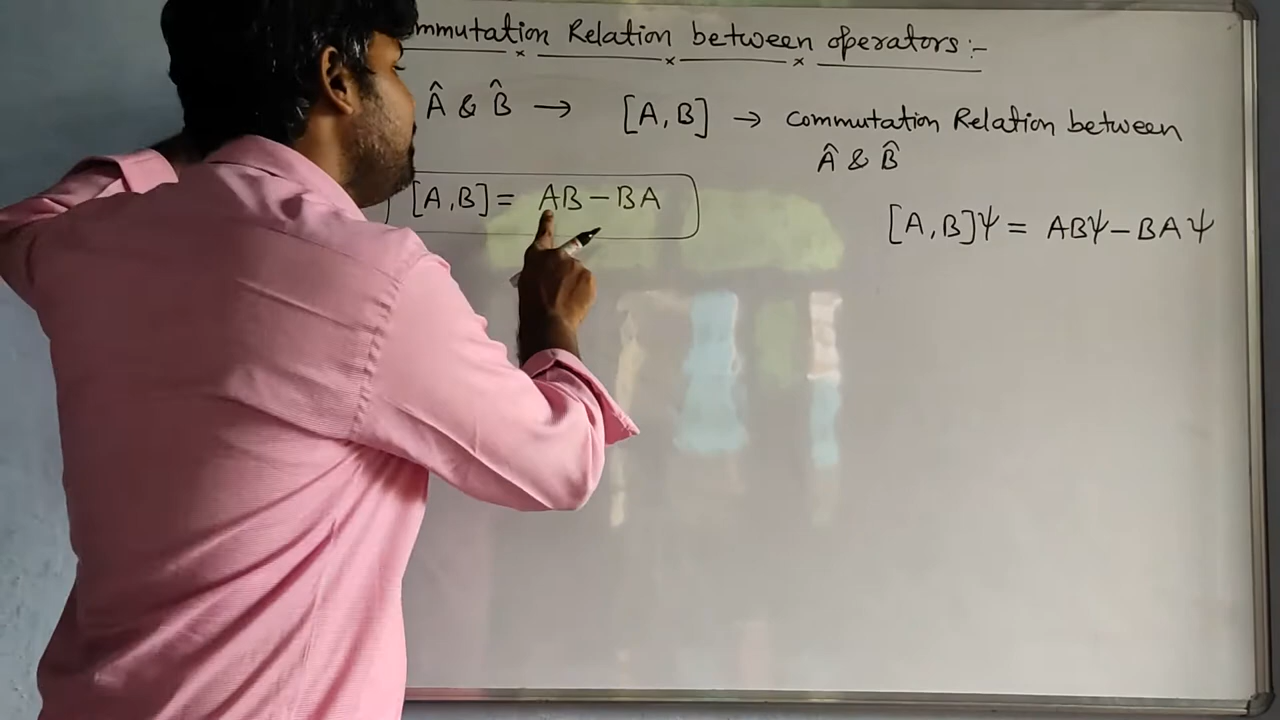 mmutation Relation between operators:-
Â & B̂ → [A,B] → commutation Relation between
Â & B̂
[A,B] = AB-BA
[A,B]ψ = ABψ-BAψ